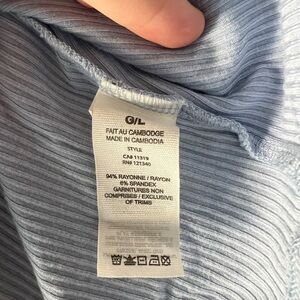 G/L
FAIT AU CAMBODGE
MADE IN CAMBODIA
STYLE
CA# 11319
RN# 121340
94% RAYONNE / RAYON
6% SPANDEX
GARNITURES NON
COMPRISES / EXCLUSIVE
OF TRIMS